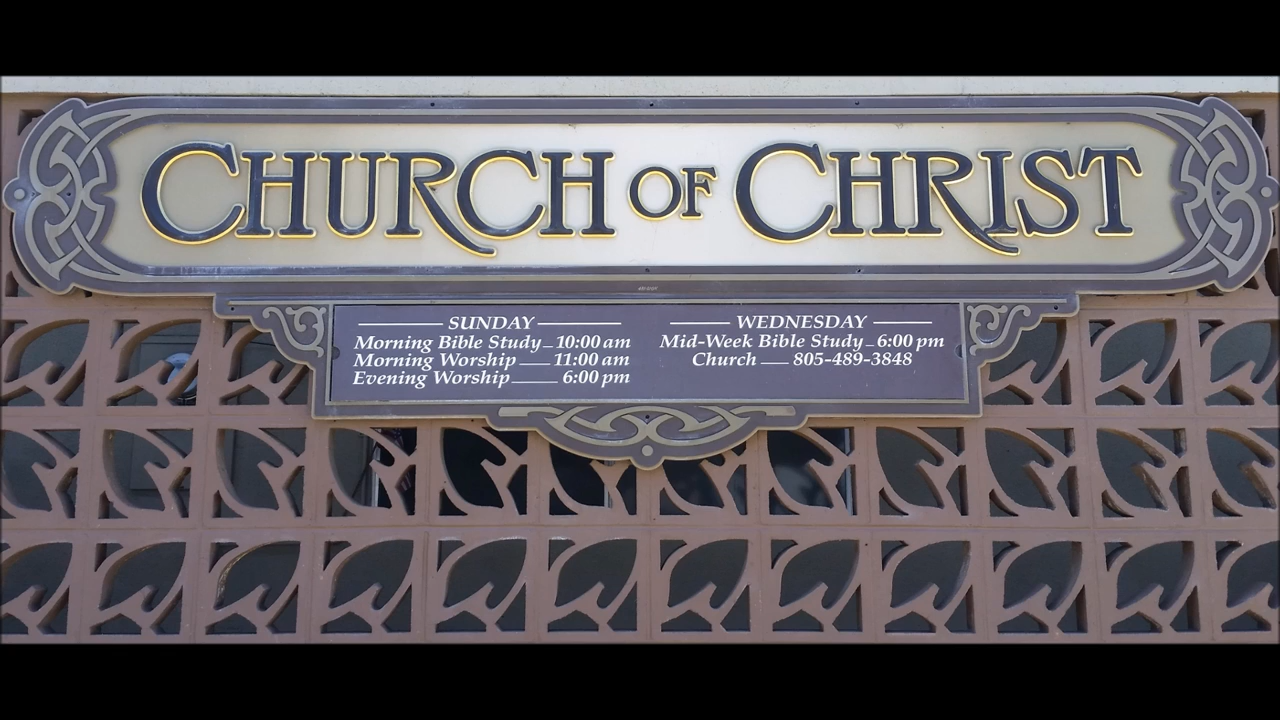 CHURCH OF CHRIST
SUNDAY
Morning Bible Study 10:00 am
Morning Worship 11:00 am
Evening Worship 6:00 pm
WEDNESDAY
Mid-Week Bible Study 6:00 pm
Church 805-489-3848